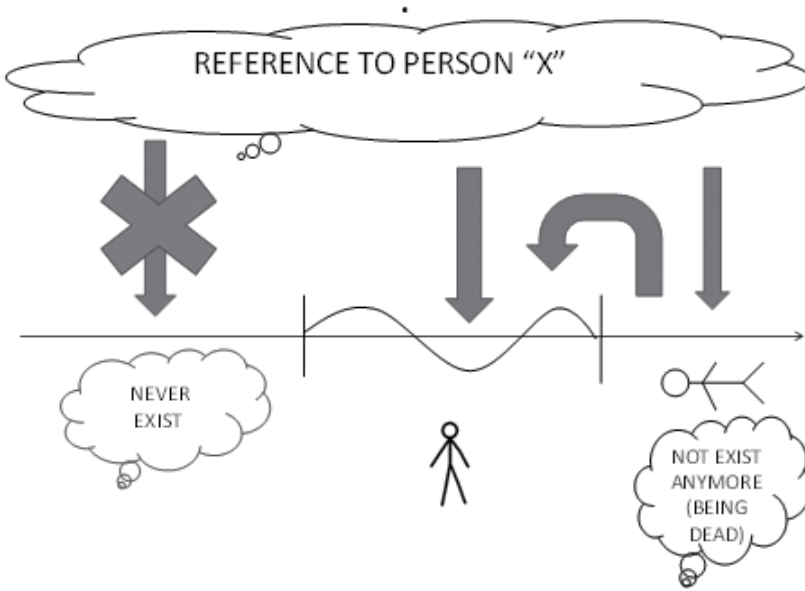 REFERENCE TO PERSON “X”
NEVER
EXIST
NOT EXIST
ANYMORE
(BEING
DEAD)